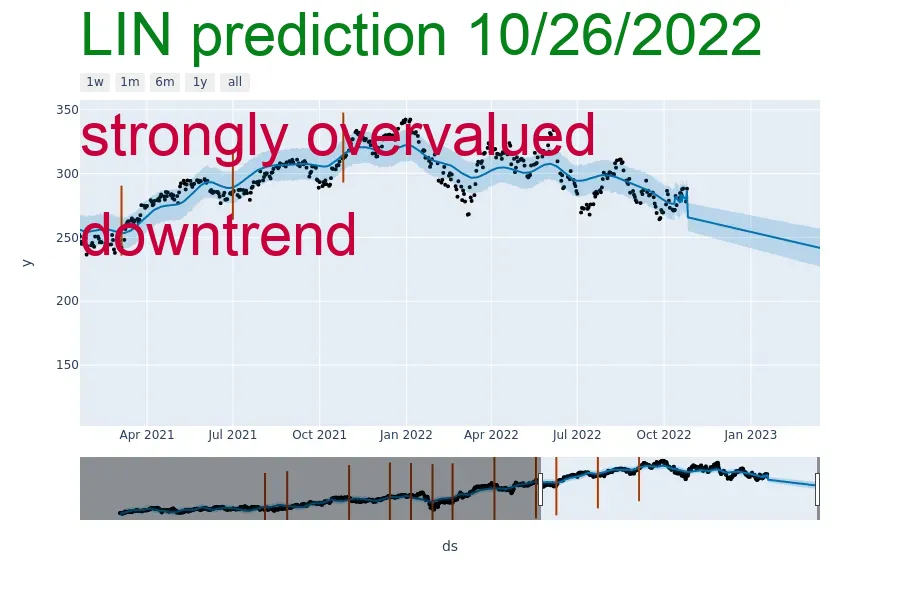 LIN prediction 10/26/2022
1w 1m 6m 1y all
350
strongly overvalued
300
downtrend
250
y
200
150
Apr 2021 Jul 2021 Oct 2021 Jan 2022 Apr 2022 Jul 2022 Oct 2022 Jan 2023
ds